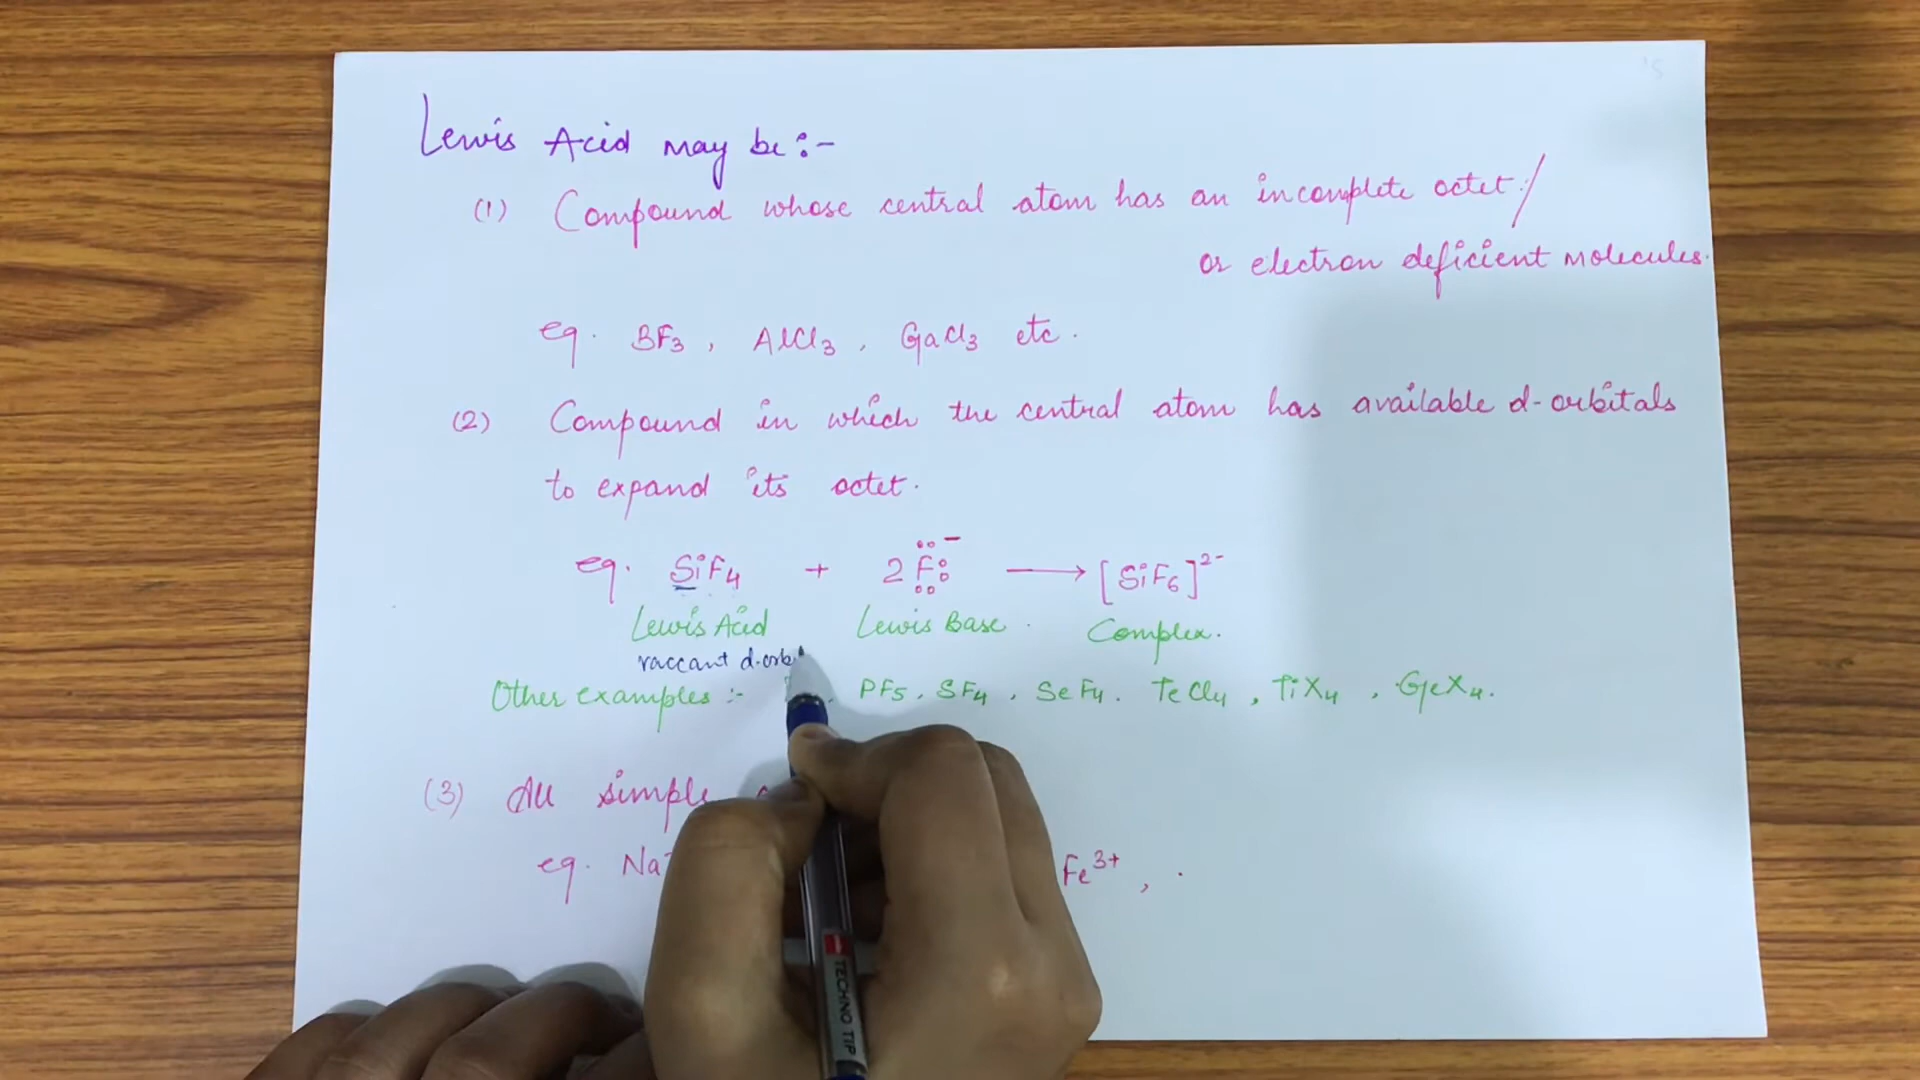 Lewis Acid may be :-
(1) Compound whose central atom has an incomplete octet. /
or electron deficient molecules.
eg. BF₃, AlCl₃, GaCl₃ etc.
(2) Compound in which the central atom has available d-orbitals
to expand its octet.
eg. SiF₄ + 2F⁻ → [SiF₆]²⁻
Lewis Acid Lewis Base. Complex.
vaccant
Other examples :- PF₅, SF₄, SeF₄. TeCl₄, TiX₄, GeX₄.
(3) All simple
eg. Fe³⁺, .
TECHNO TIP